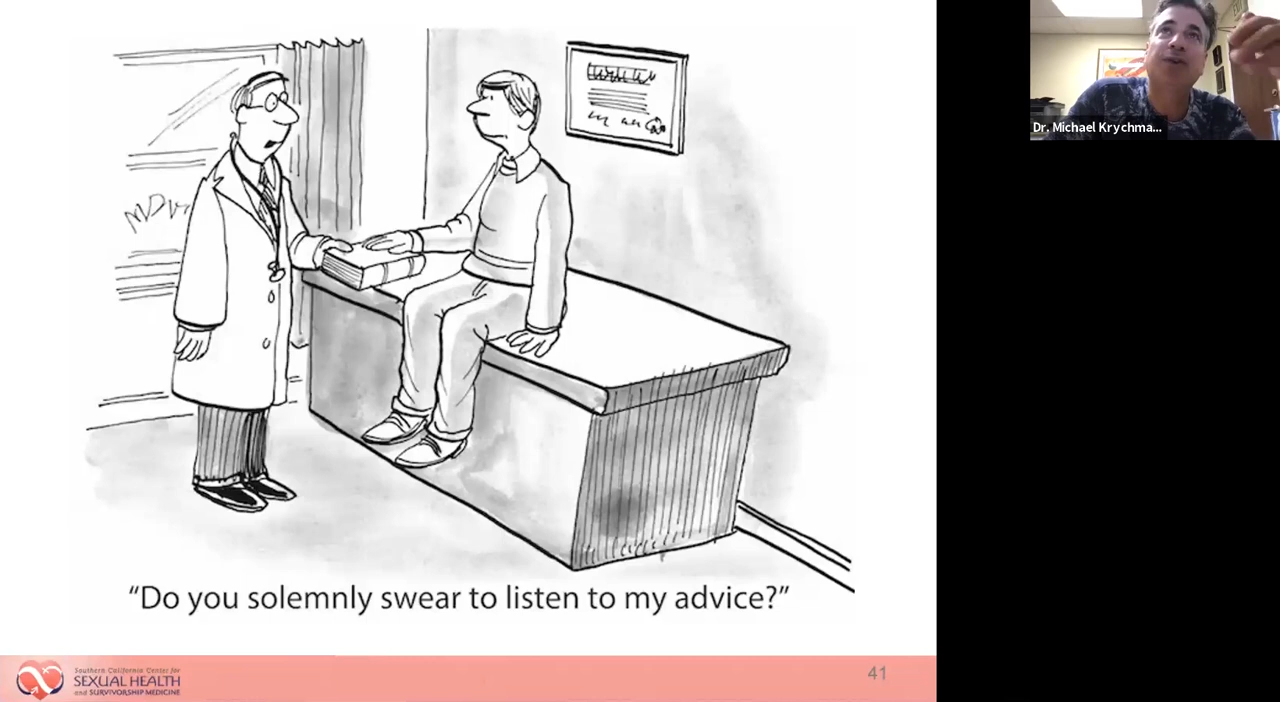 Dr. Michael Krychma...
“Do you solemnly swear to listen to my advice?”
Southern California Center for
SEXUAL HEALTH
and SURVIVORSHIP MEDICINE
41